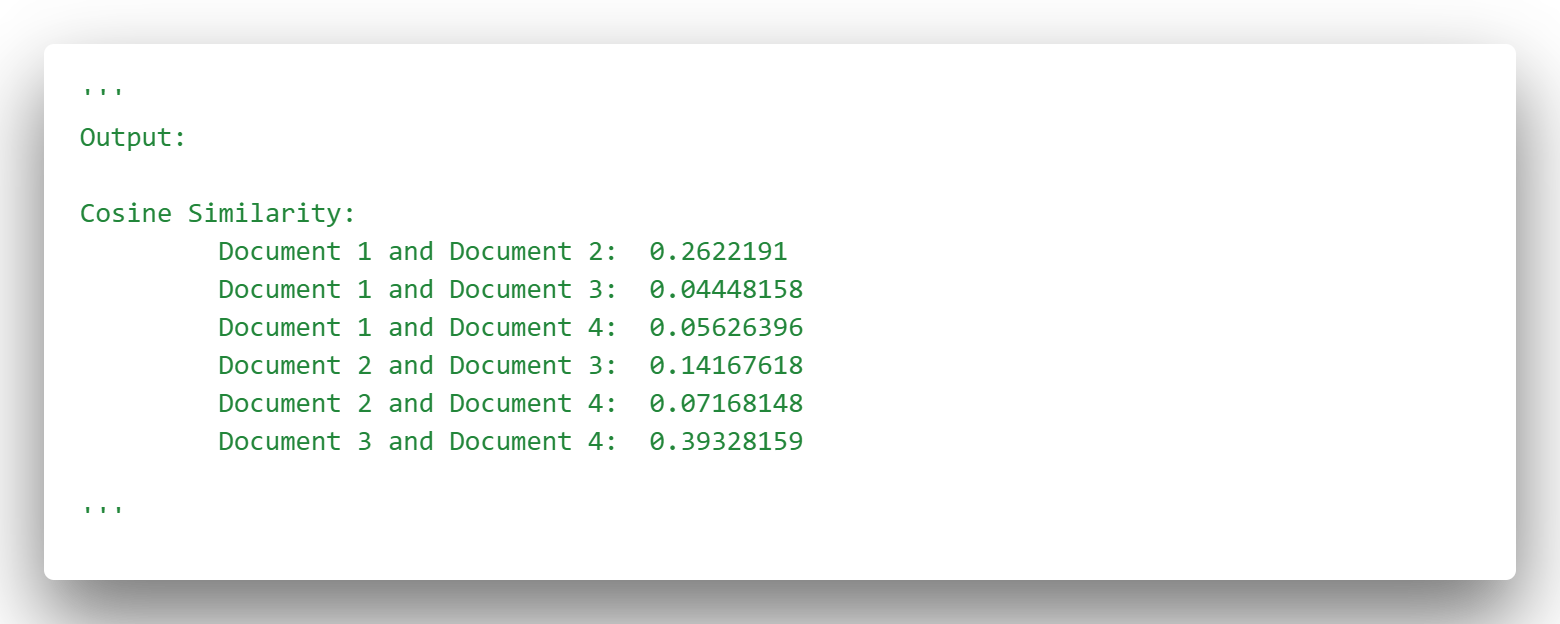 '''
Output:
Cosine Similarity:
Document 1 and Document 2:  0.2622191
Document 1 and Document 3:  0.04448158
Document 1 and Document 4:  0.05626396
Document 2 and Document 3:  0.14167618
Document 2 and Document 4:  0.07168148
Document 3 and Document 4:  0.39328159
'''